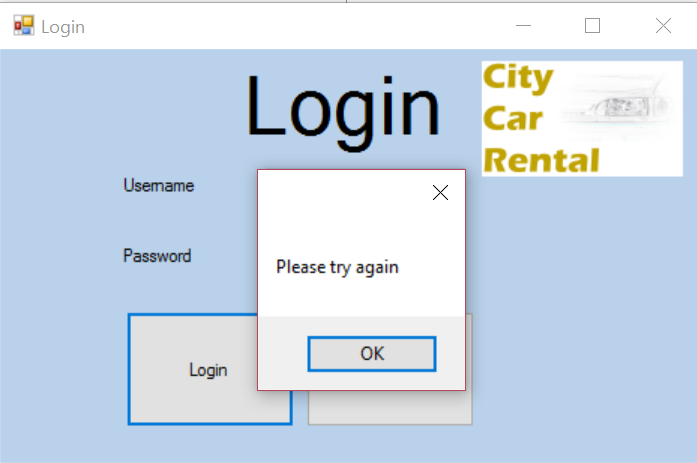 Login
Login
City
Car
Rental
Username
Password
Please try again
OK
Login